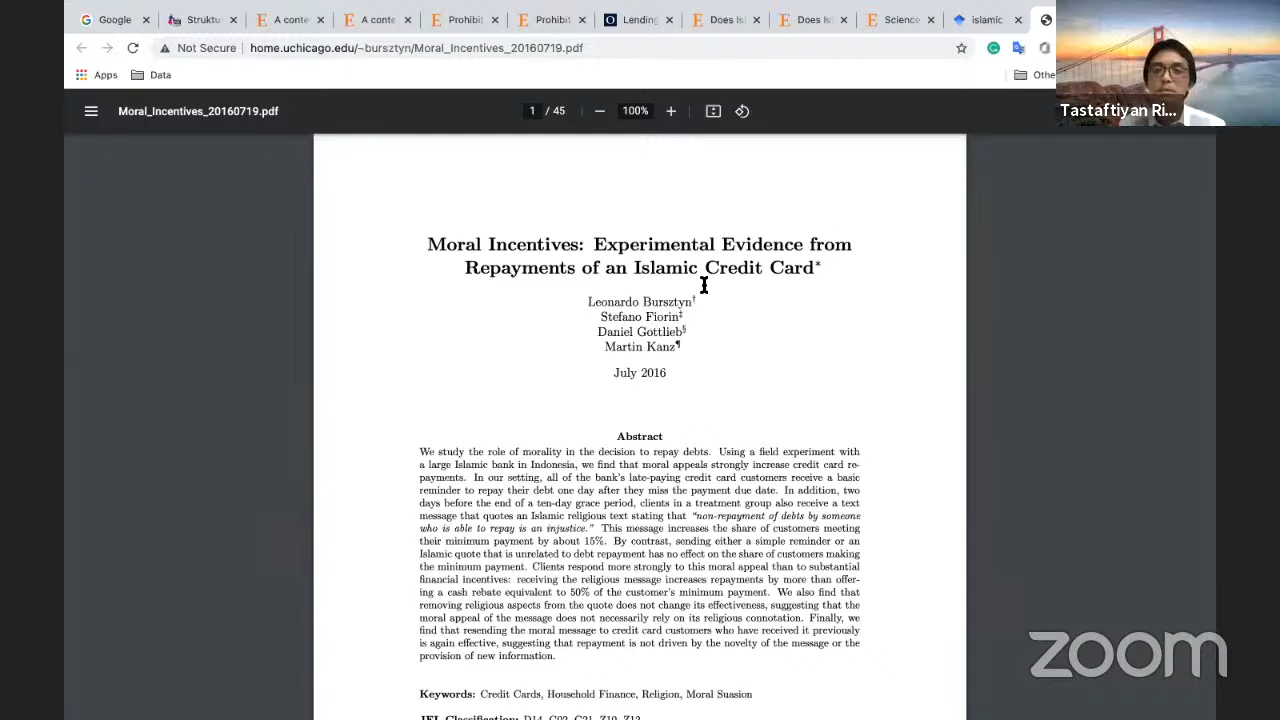 Google
Struktu
A conte
A conte
Prohibit
Prohibit
Lending
Does Is
Does Is
Science
islamic
Not Secure
home.uchicago.edu/~bursztyn/Moral_Incentives_20160719.pdf
Apps
Data
Othe
Moral_Incentives_20160719.pdf
1 / 45
100%
Tastaftiyan Ri...
Moral Incentives: Experimental Evidence from
Repayments of an Islamic Credit Card*
Leonardo Bursztyn†
Stefano Fiorin‡
Daniel Gottlieb§
Martin Kanz¶
July 2016
Abstract
We study the role of morality in the decision to repay debts. Using a field experiment with
a large Islamic bank in Indonesia, we find that moral appeals strongly increase credit card re-
payments. In our setting, all of the bank's late-paying credit card customers receive a basic
reminder to repay their debt one day after they miss the payment due date. In addition, two
days before the end of a ten-day grace period, clients in a treatment group also receive a text
message that quotes an Islamic religious text stating that "non-repayment of debts by someone
who is able to repay is an injustice." This message increases the share of customers meeting
their minimum payment by about 15%. By contrast, sending either a simple reminder or an
Islamic quote that is unrelated to debt repayment has no effect on the share of customers making
the minimum payment. Clients respond more strongly to this moral appeal than to substantial
financial incentives: receiving the religious message increases repayments by more than offer-
ing a cash rebate equivalent to 50% of the customer's minimum payment. We also find that
removing religious aspects from the quote does not change its effectiveness, suggesting that the
moral appeal of the message does not necessarily rely on its religious connotation. Finally, we
find that resending the moral message to credit card customers who have received it previously
is again effective, suggesting that repayment is not driven by the novelty of the message or the
provision of new information.
Keywords: Credit Cards, Household Finance, Religion, Moral Suasion
zoom